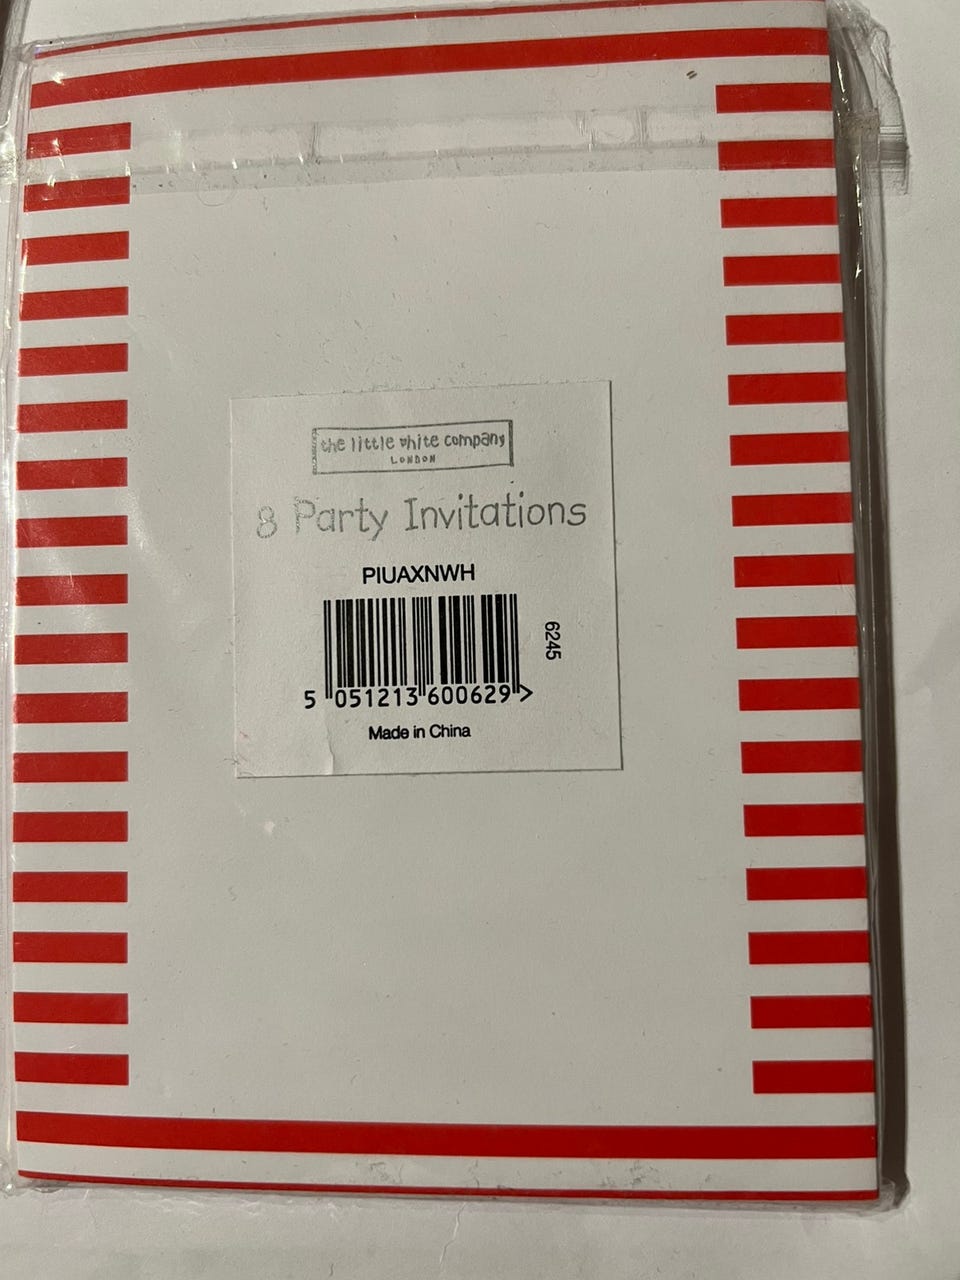 the little white company
LONDON
8 Party Invitations
PIUAXNWH
6245
5 051213 600629 >
Made in China